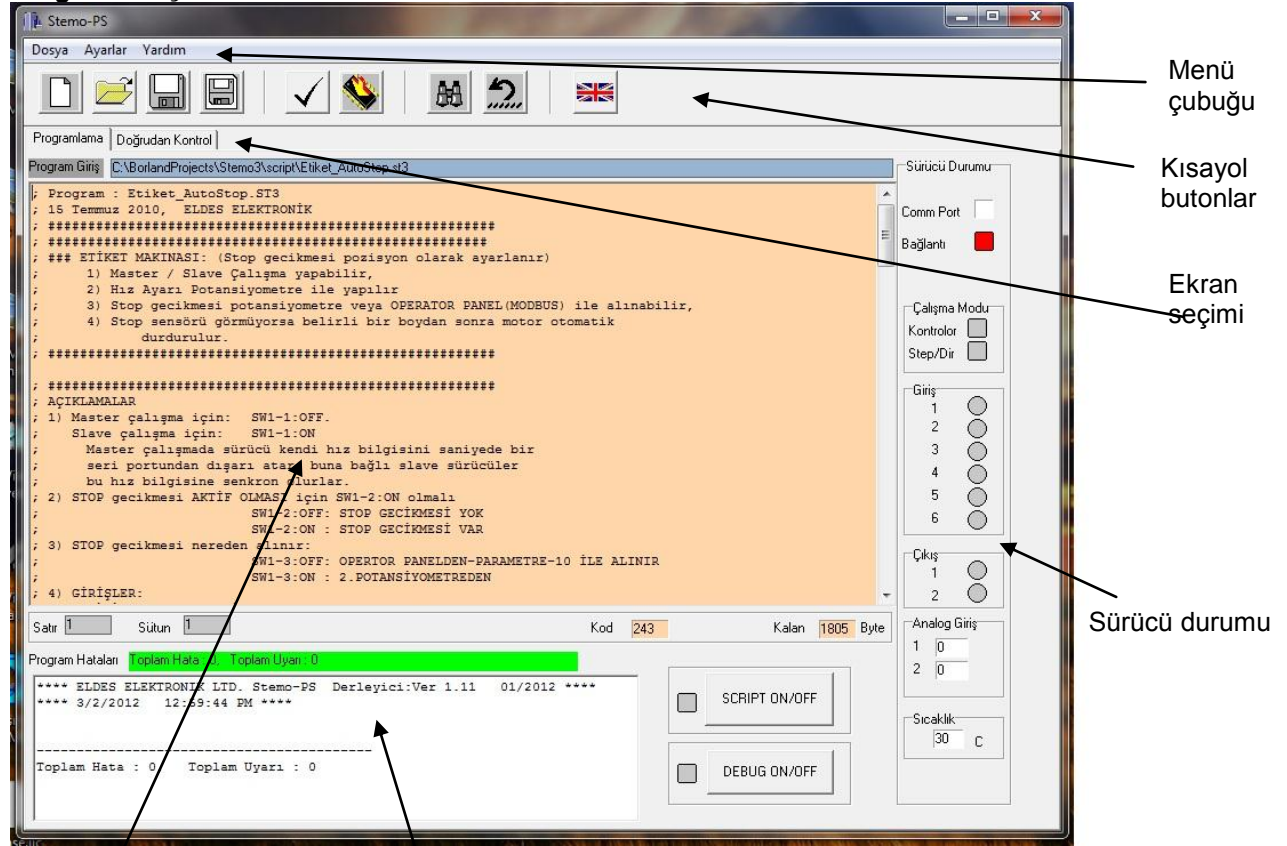 Stemo-PS
Dosya Ayarlar Yardım
Programlama Doğrudan Kontrol
Program Giriş C:\BorlandProjects\Stemo3\script\Etiket_AutoStop.st3
; Program : Etiket_AutoStop.ST3
; 15 Temmuz 2010, ELDES ELEKTRONİK
; ########################################################
; #######################################################
; ### ETİKET MAKINASI: (Stop gecikmesi pozisyon olarak ayarlanır)
; 1) Master / Slave Çalışma yapabilir,
; 2) Hız Ayarı Potansiyometre ile yapılır
; 3) Stop gecikmesi potansiyometre veya OPERATOR PANEL(MODBUS) ile alınabilir,
; 4) Stop sensörü görmüyorsa belirli bir boydan sonra motor otomatik
; durdurulur.
; ########################################################
; ########################################################
; AÇIKLAMALAR
; 1) Master çalışma için: SW1-1:OFF.
; Slave çalışma için: SW1-1:ON
; Master çalışmada sürücü kendi hız bilgisini saniyede bir
; seri portundan dışarı atar, buna bağlı slave sürücüler
; bu hız bilgisine senkron olurlar.
; 2) STOP gecikmesi AKTİF OLMASI için SW1-2:ON olmalı
; SW1-2:OFF: STOP GECİKMESİ YOK
; SW1-2:ON : STOP GECİKMESİ VAR
; 3) STOP gecikmesi nereden alınır:
; SW1-3:OFF: OPERTOR PANELDEN-PARAMETRE-10 İLE ALINIR
; SW1-3:ON : 2.POTANSİYOMETREDEN
; 4) GİRİŞLER:
Satır 1 Sütun 1 Kod 243 Kalan 1805 Byte
Program Hataları Toplam Hata : 0, Toplam Uyarı : 0
**** ELDES ELEKTRONIK LTD. Stemo-PS Derleyici:Ver 1.11 01/2012 ****
**** 3/2/2012 12:59:44 PM ****
------------------------------------------
Toplam Hata : 0 Toplam Uyarı : 0
SCRIPT ON/OFF
DEBUG ON/OFF
Sürücü Durumu
Comm Port
Bağlantı
Çalışma Modu
Kontrolor
Step/Dir
Giriş
1
2
3
4
5
6
Çıkış
1
2
Analog Giriş
1 0
2 0
Sıcaklık
30 C
Menü
çubuğu
Kısayol
butonlar
Ekran
seçimi
Sürücü durumu